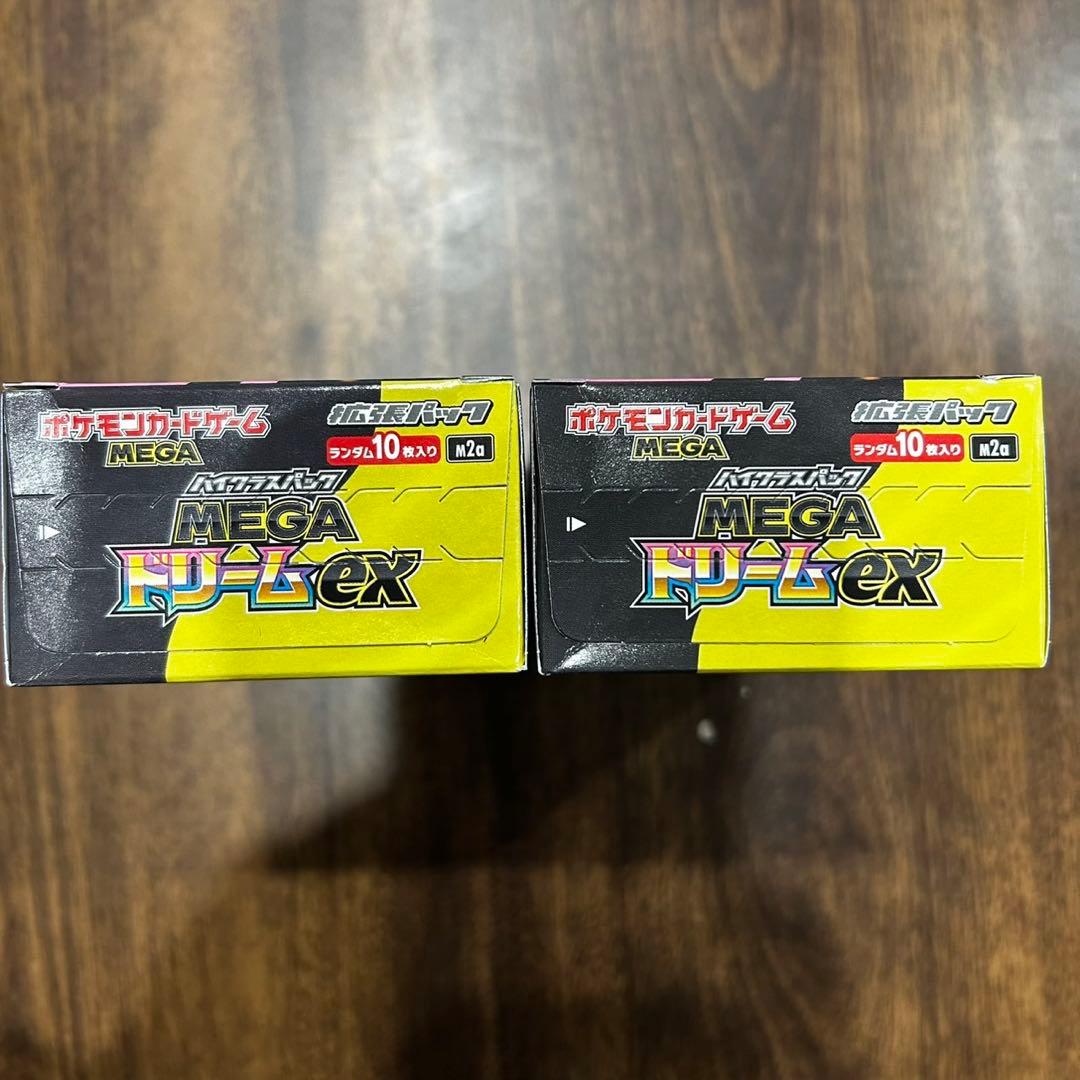 ポケモンカードゲーム
MEGA
拡張パック
ランダム10枚入り M2a
ハイクラスパック
MEGA
ドリームex
ポケモンカードゲーム
MEGA
拡張パック
ランダム10枚入り M2a
ハイクラスパック
MEGA
ドリームex